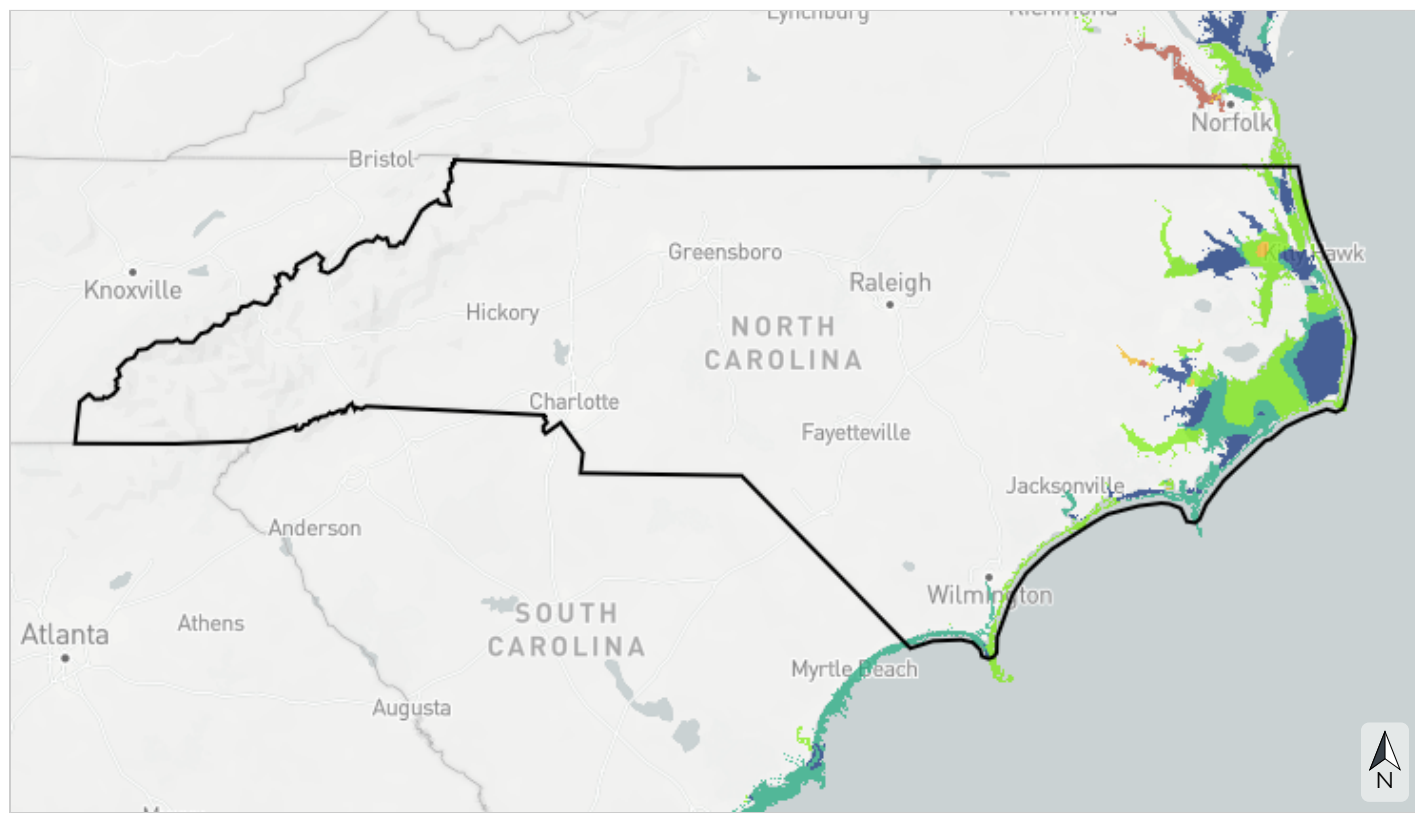 Lynchburg
Richmond
Norfolk
Bristol
Greensboro
Kitty Hawk
Knoxville
Raleigh
Hickory
NORTH
CAROLINA
Charlotte
Fayetteville
Jacksonville
Anderson
Wilmington
SOUTH
CAROLINA
Athens
Atlanta
Myrtle Beach
Augusta
N